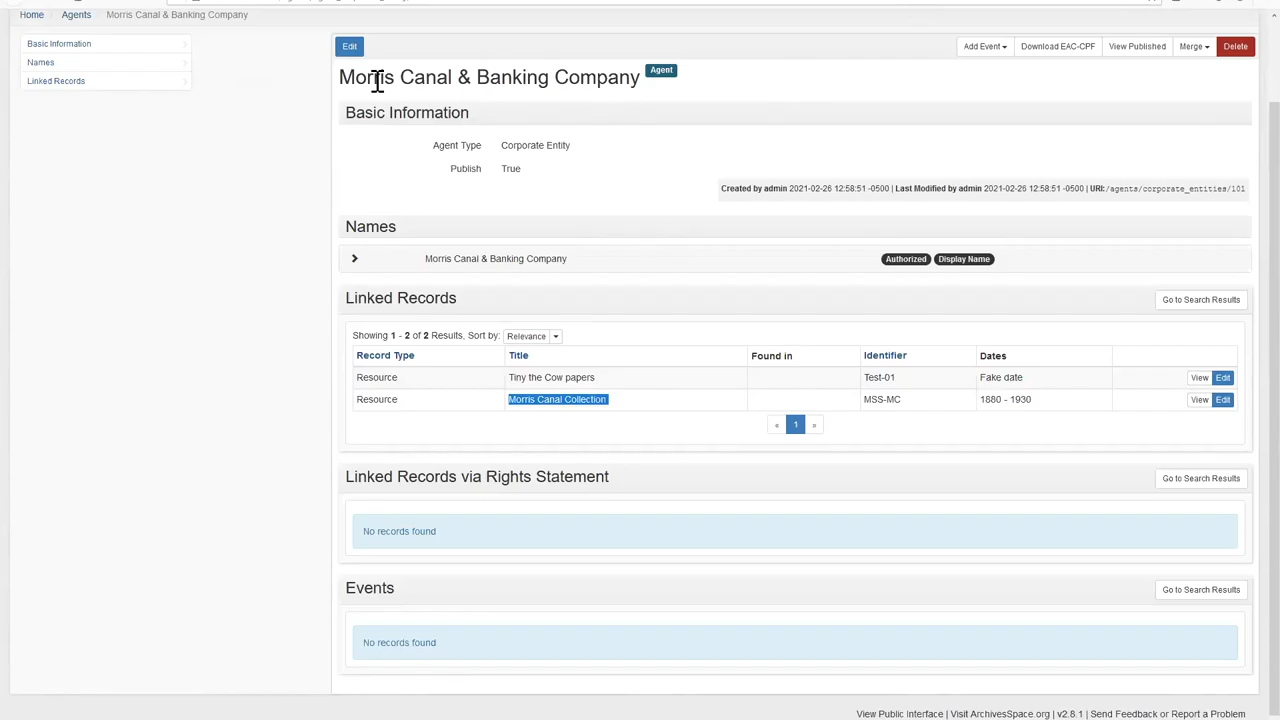 Home Agents Morris Canal & Banking Company
Basic Information
Names
Linked Records
Edit
Add Event Download EAC-CPF View Published Merge Delete
Morris Canal & Banking Company Agent
Basic Information
Agent Type Corporate Entity
Publish True
Created by admin 2021-02-26 12:58:51 -0500 | Last Modified by admin 2021-02-26 12:58:51 -0500 | URI: /agents/corporate_entities/101
Names
Morris Canal & Banking Company Authorized Display Name
Linked Records Go to Search Results
Showing 1 - 2 of 2 Results, Sort by: Relevance
Record Type Title Found in Identifier Dates
Resource Tiny the Cow papers Test-01 Fake date View Edit
Resource Morris Canal Collection MSS-MC 1880 - 1930 View Edit
« 1 »
Linked Records via Rights Statement Go to Search Results
No records found
Events Go to Search Results
No records found
View Public Interface | Visit ArchivesSpace.org | v2.8.1 | Send Feedback or Report a Problem